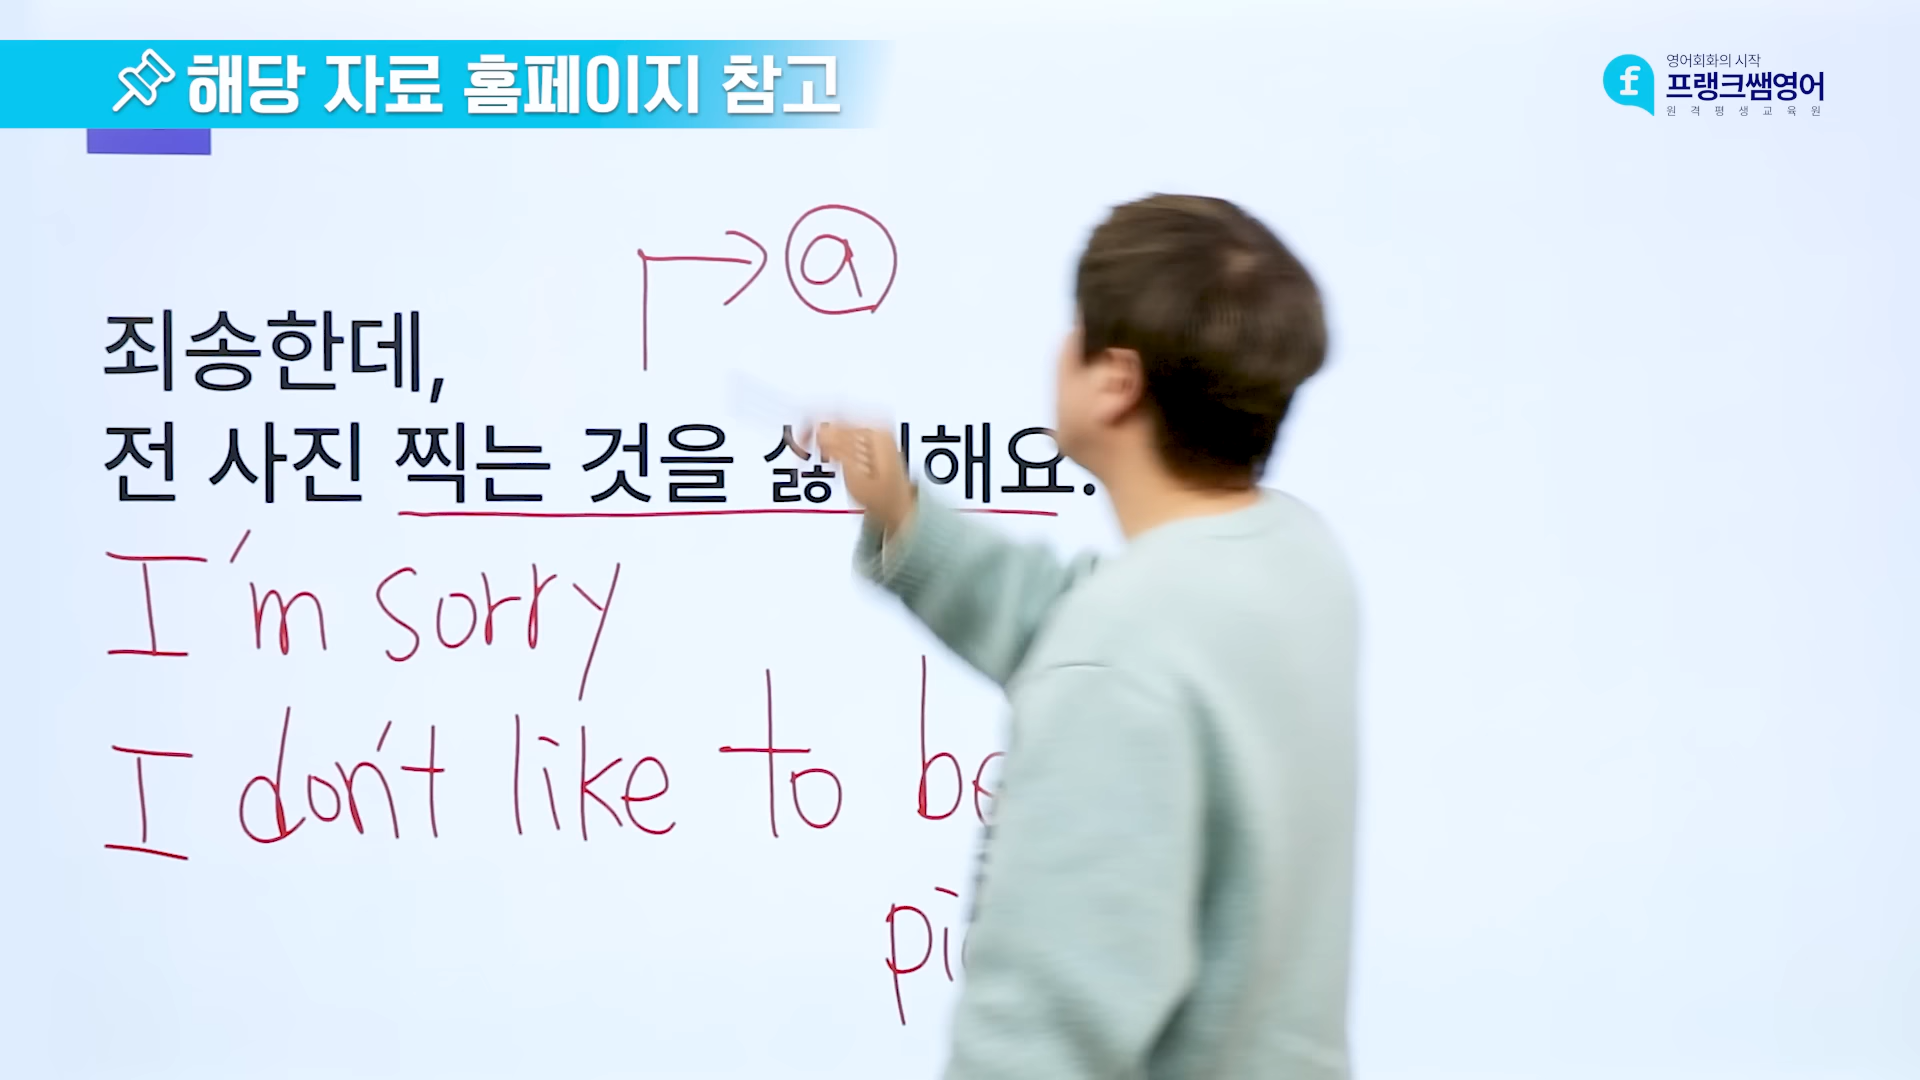 해당 자료 홈페이지 참고
영어회화의 시작
f 프랭크쌤영어
원격평생교육원
a
죄송한데,
전 사진 찍는 것을
I'm sorry
I don't like to